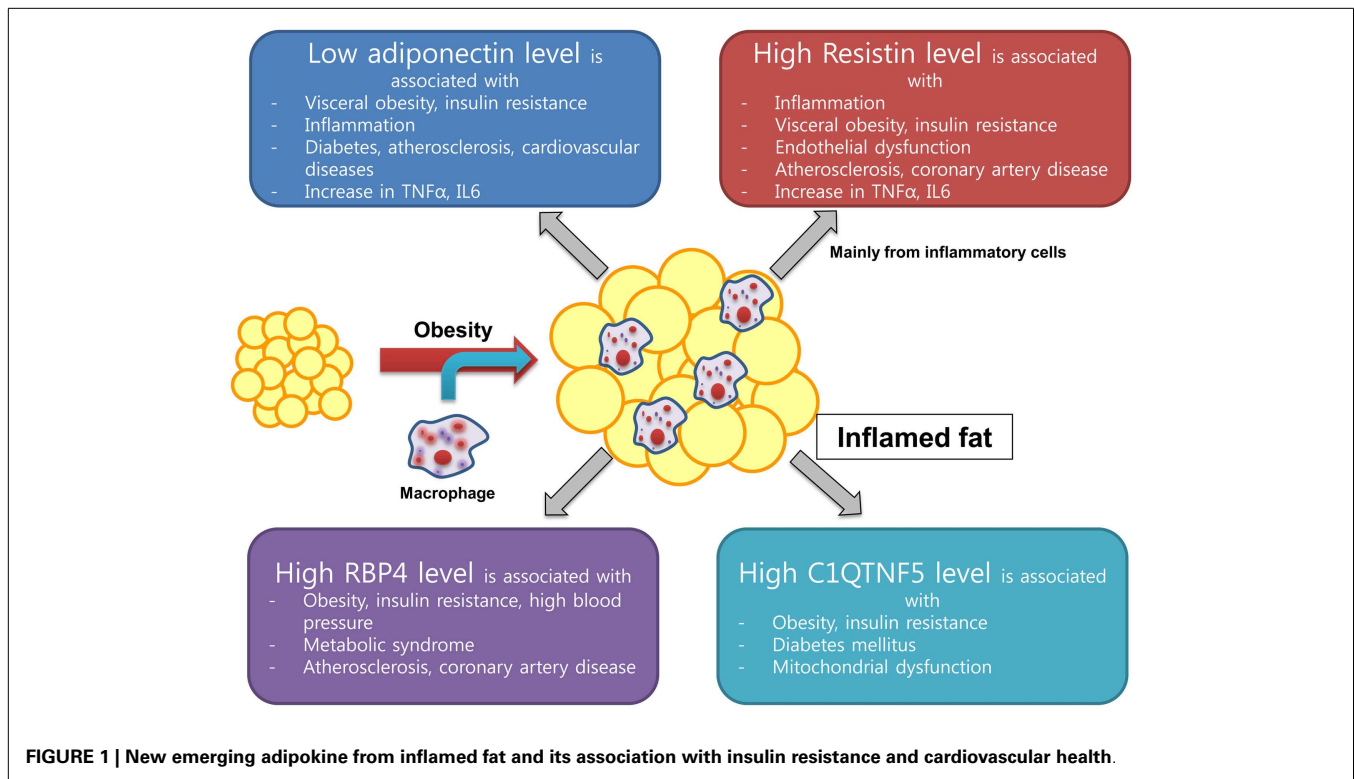 Low adiponectin level is
associated with
- Visceral obesity, insulin resistance
- Inflammation
- Diabetes, atherosclerosis, cardiovascular
diseases
- Increase in TNFα, IL6
High Resistin level is associated
with
- Inflammation
- Visceral obesity, insulin resistance
- Endothelial dysfunction
- Atherosclerosis, coronary artery disease
- Increase in TNFα, IL6
Mainly from inflammatory cells
Obesity
Macrophage
Inflamed fat
High RBP4 level is associated with
- Obesity, insulin resistance, high blood
pressure
- Metabolic syndrome
- Atherosclerosis, coronary artery disease
High C1QTNF5 level is associated
with
- Obesity, insulin resistance
- Diabetes mellitus
- Mitochondrial dysfunction
FIGURE 1 | New emerging adipokine from inflamed fat and its association with insulin resistance and cardiovascular health.